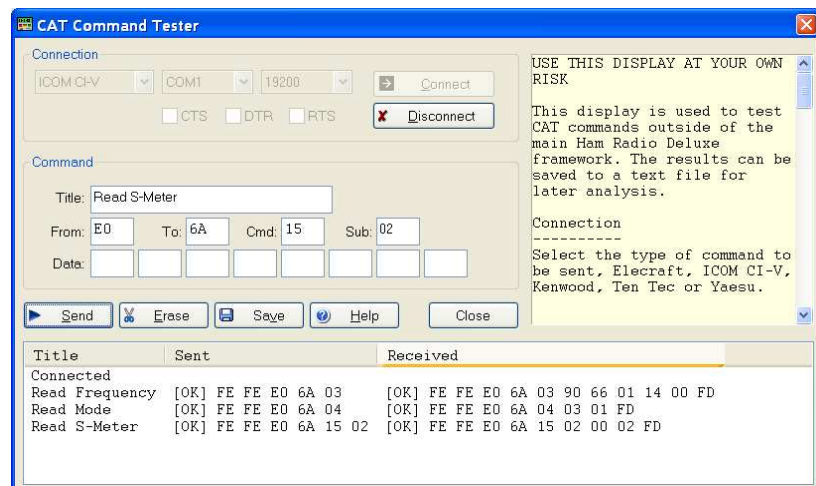 CAT Command Tester
Connection
ICOM CI-V COM1 19200 Connect
CTS DTR RTS Disconnect
Command
Title: Read S-Meter
From: E0 To: 6A Cmd: 15 Sub: 02
Data:
Send Erase Save Help Close
USE THIS DISPLAY AT YOUR OWN
RISK
This display is used to test
CAT commands outside of the
main Ham Radio Deluxe
framework. The results can be
saved to a text file for
later analysis.
Connection
----------
Select the type of command to
be sent, Elecraft, ICOM CI-V,
Kenwood, Ten Tec or Yaesu.
Title Sent Received
Connected
Read Frequency [OK] FE FE E0 6A 03 [OK] FE FE E0 6A 03 90 66 01 14 00 FD
Read Mode [OK] FE FE E0 6A 04 [OK] FE FE E0 6A 04 03 01 FD
Read S-Meter [OK] FE FE E0 6A 15 02 [OK] FE FE E0 6A 15 02 00 02 FD